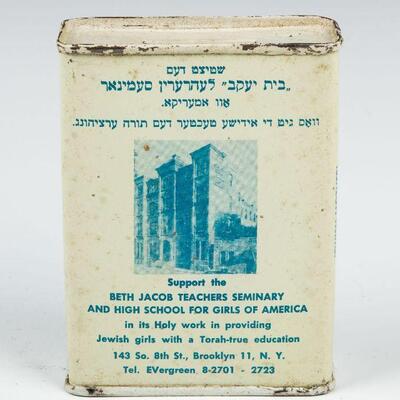 שטיצט דעם
„בית יעקב" לעהרערין סעמינאר
אוו אמעריקא.
וואס גיט די אידישע טעכטער דעם תורה ערציהונג.
Support the
BETH JACOB TEACHERS SEMINARY
AND HIGH SCHOOL FOR GIRLS OF AMERICA
in its Holy work in providing
Jewish girls with a Torah-true education
143 So. 8th St., Brooklyn 11, N. Y.
Tel. EVergreen 8-2701 - 2723